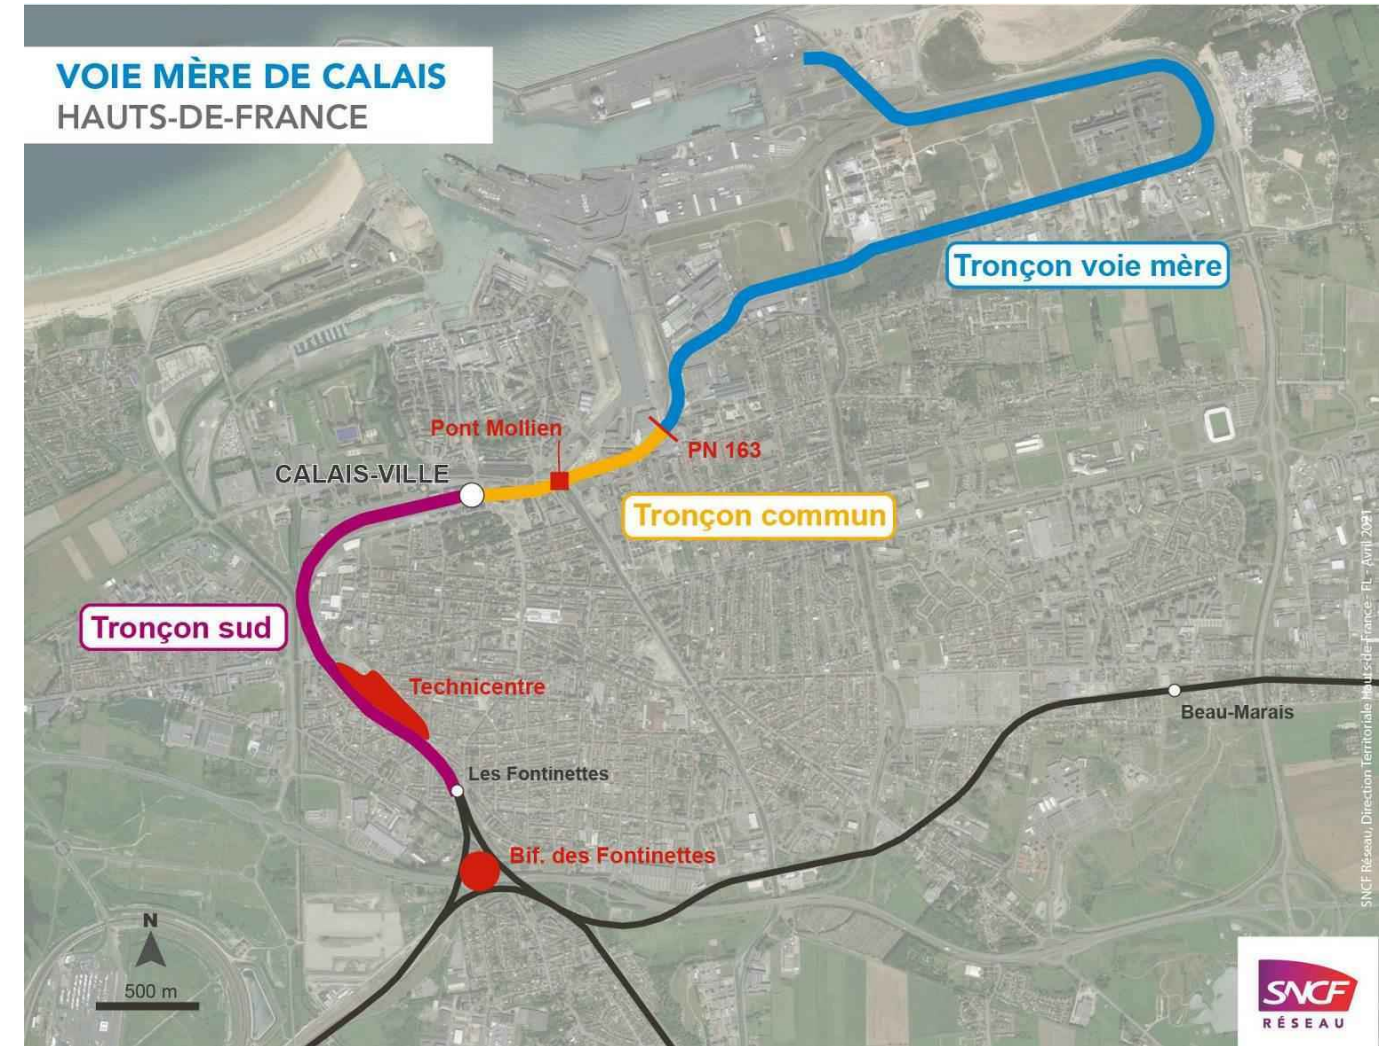 VOIE MÈRE DE CALAIS
HAUTS-DE-FRANCE
Tronçon voie mère
Pont Mollien
PN 163
CALAIS-VILLE
Tronçon commun
Tronçon sud
Technicentre
Beau-Marais
Les Fontinettes
Bif. des Fontinettes
N
500 m
SNCF Réseau, Direction Territoriale Hauts-de-France - FL - Avril 2021
SNCF
RÉSEAU